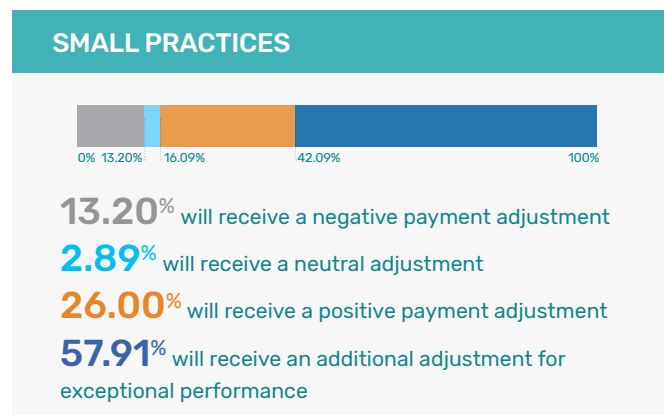 SMALL PRACTICES
0% 13.20% 16.09% 42.09% 100%
13.20% will receive a negative payment adjustment
2.89% will receive a neutral adjustment
26.00% will receive a positive payment adjustment
57.91% will receive an additional adjustment for
exceptional performance